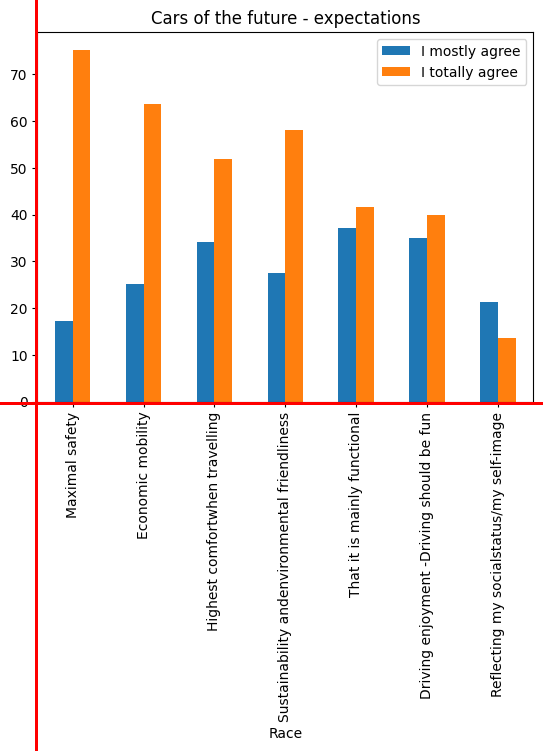 Cars of the future - expectations
I mostly agree
I totally agree
70
60
50
40
30
20
10
0
Maximal safety
Economic mobility
Highest comfortwhen travelling
Sustainability andenvironmental friendliness
That it is mainly functional
Driving enjoyment -Driving should be fun
Reflecting my socialstatus/my self-image
Race